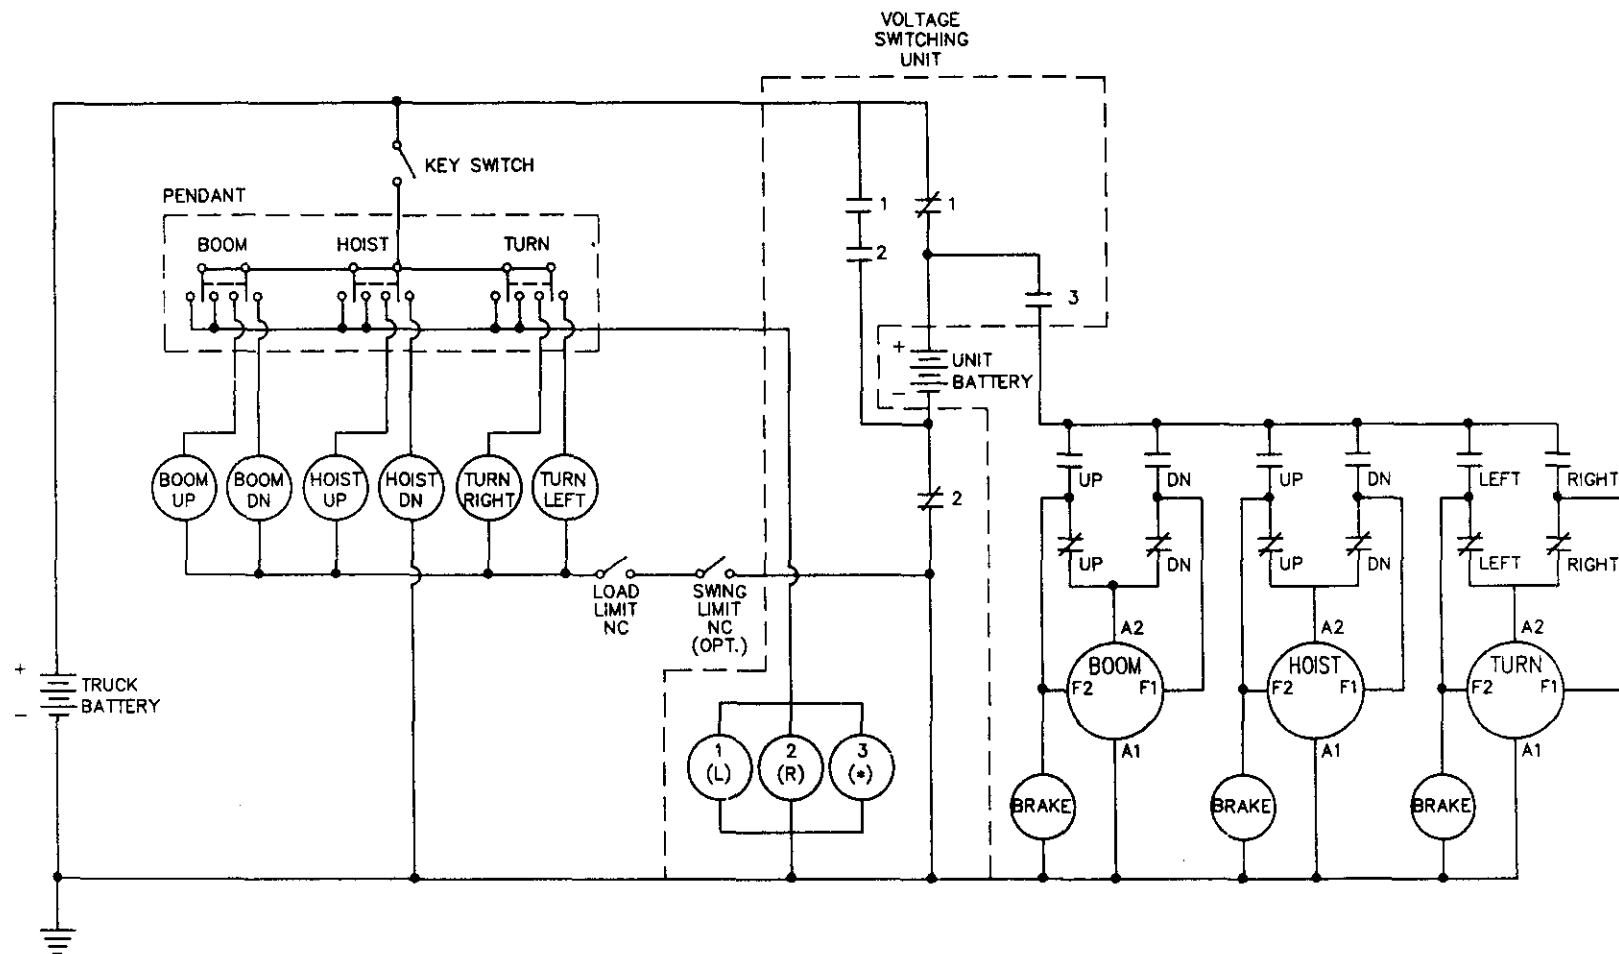 VOLTAGE
SWITCHING
UNIT
KEY SWITCH
PENDANT
BOOM
HOIST
TURN
1
1
2
3
+
UNIT
BATTERY
-
BOOM
UP
BOOM
DN
HOIST
UP
HOIST
DN
TURN
RIGHT
TURN
LEFT
2
LOAD
LIMIT
NC
SWING
LIMIT
NC
(OPT.)
UP
DN
UP
DN
LEFT
RIGHT
UP
DN
UP
DN
LEFT
RIGHT
+
TRUCK
BATTERY
-
A2
BOOM
F2
F1
A1
A2
HOIST
F2
F1
A1
A2
TURN
F2
F1
A1
1
(L)
2
(R)
3
(*)
BRAKE
BRAKE
BRAKE